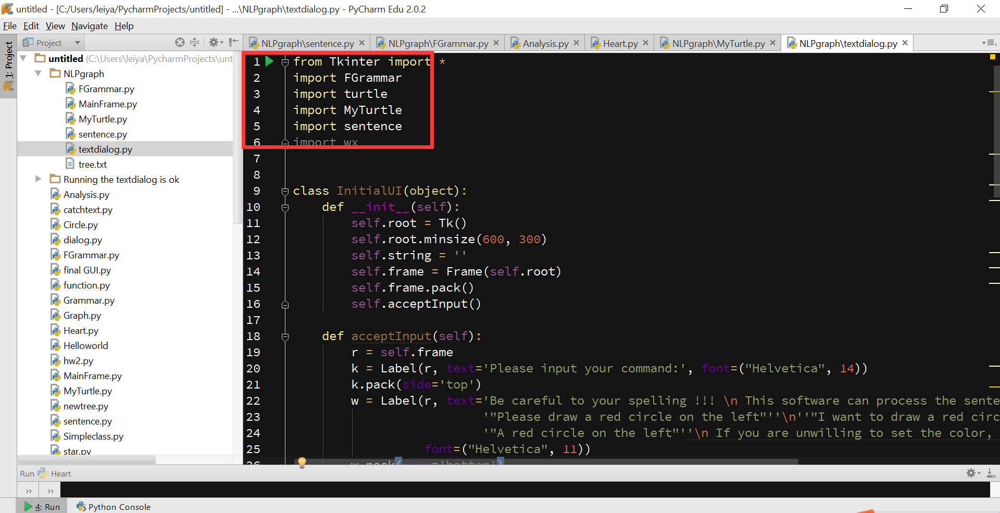 untitled - [C:/Users/leiya/PycharmProjects/untitled] - ...\NLPgraph\textdialog.py - PyCharm Edu 2.0.2
File Edit View Navigate Help
1: Project
Project
NLPgraph\sentence.py
NLPgraph\FGrammar.py
Analysis.py
Heart.py
NLPgraph\MyTurtle.py
NLPgraph\textdialog.py
untitled (C:\Users\leiya\PycharmProjects\unt
NLPgraph
FGrammar.py
MainFrame.py
MyTurtle.py
sentence.py
textdialog.py
tree.txt
Running the textdialog is ok
Analysis.py
catchtext.py
Circle.py
dialog.py
FGrammar.py
final GUI.py
function.py
Grammar.py
Graph.py
Heart.py
Helloworld
hw2.py
MainFrame.py
MyTurtle.py
newtree.py
sentence.py
Simpleclass.py
star.py
1 from Tkinter import *
2 import FGrammar
3 import turtle
4 import MyTurtle
5 import sentence
6 import wx
7
8
9 class InitialUI(object):
10 def __init__(self):
11 self.root = Tk()
12 self.root.minsize(600, 300)
13 self.string = ''
14 self.frame = Frame(self.root)
15 self.frame.pack()
16 self.acceptInput()
17
18 def acceptInput(self):
19 r = self.frame
20 k = Label(r, text='Please input your command:', font=("Helvetica", 14))
21 k.pack(side='top')
22 w = Label(r, text='Be careful to your spelling !!! \n This software can process the sente
23 '"Please draw a red circle on the left"''\n''"I want to draw a red circ
24 '"A red circle on the left"''\n If you are unwilling to set the color,
25 font=("Helvetica", 11))
26 w.pack(side='bottom')
Run Heart
4: Run Python Console